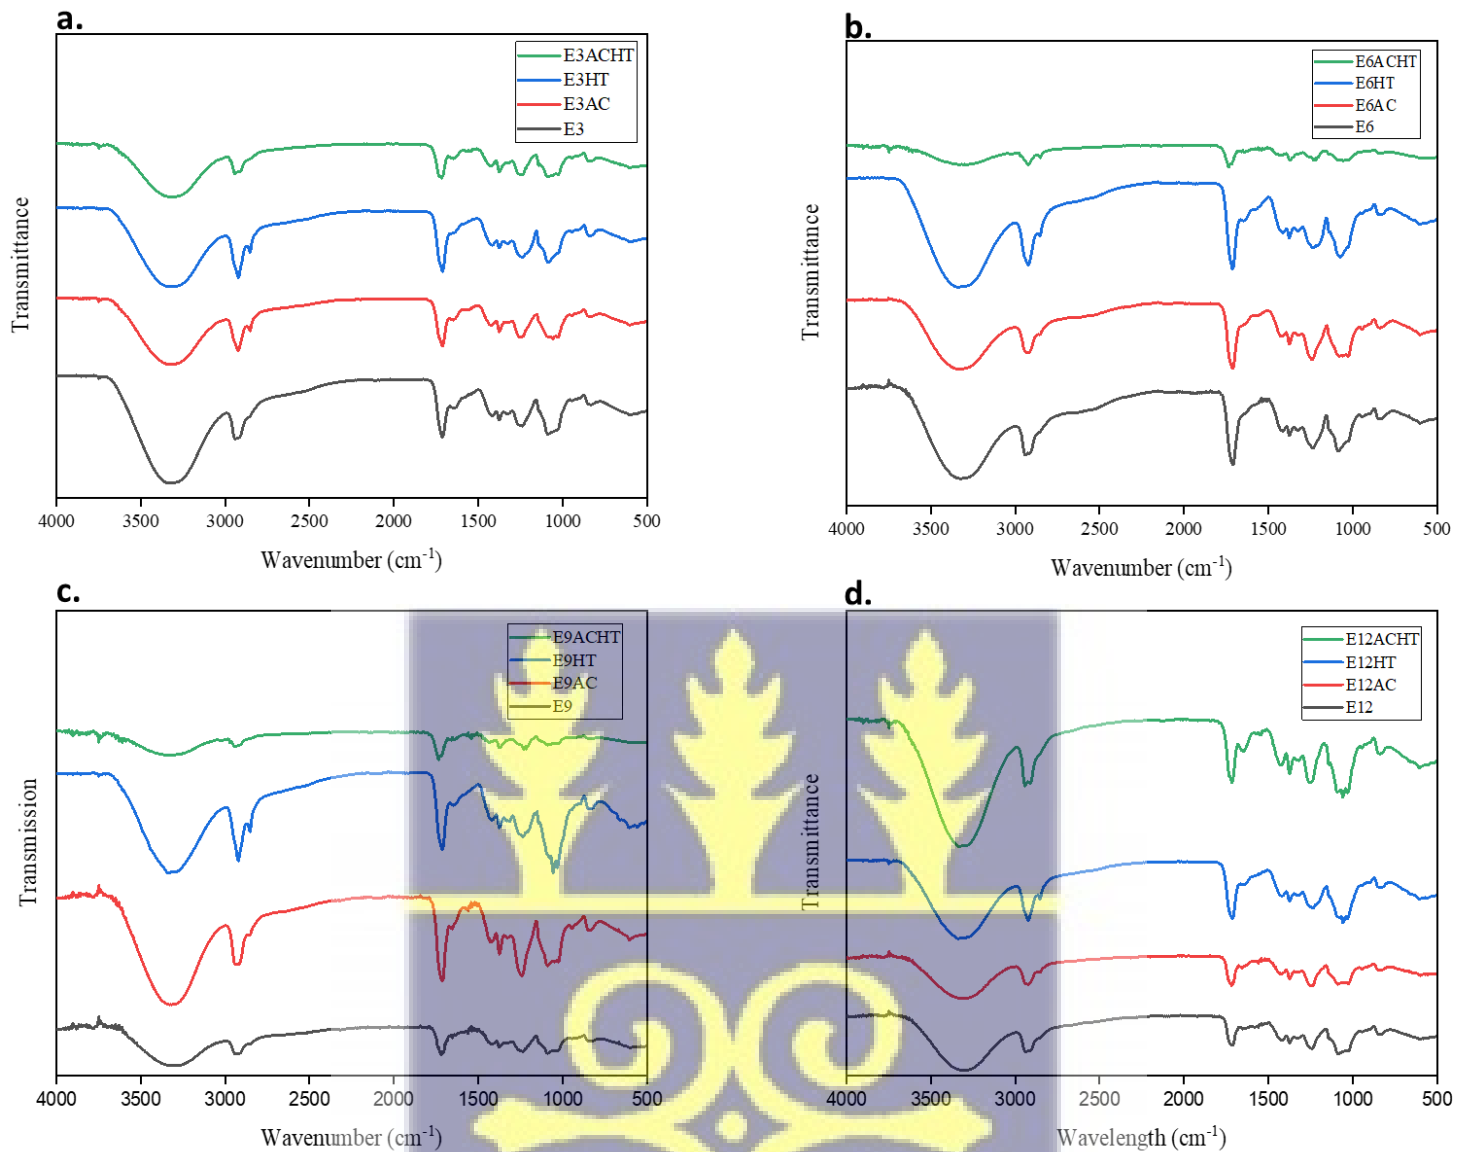 a.
E3ACHT
E3HT
E3AC
E3
Transmittance
4000 3500 3000 2500 2000 1500 1000 500
Wavenumber (cm-1)
b.
E6ACHT
E6HT
E6AC
E6
Transmittance
4000 3500 3000 2500 2000 1500 1000 500
Wavenumber (cm-1)
c.
E9ACHT
E9HT
E9AC
E9
Transmission
4000 3500 3000 2500 2000 1500 1000 500
Wavenumber (cm-1)
d.
E12ACHT
E12HT
E12AC
E12
Transmittance
4000 3500 3000 2500 2000 1500 1000 500
Wavelength (cm-1)